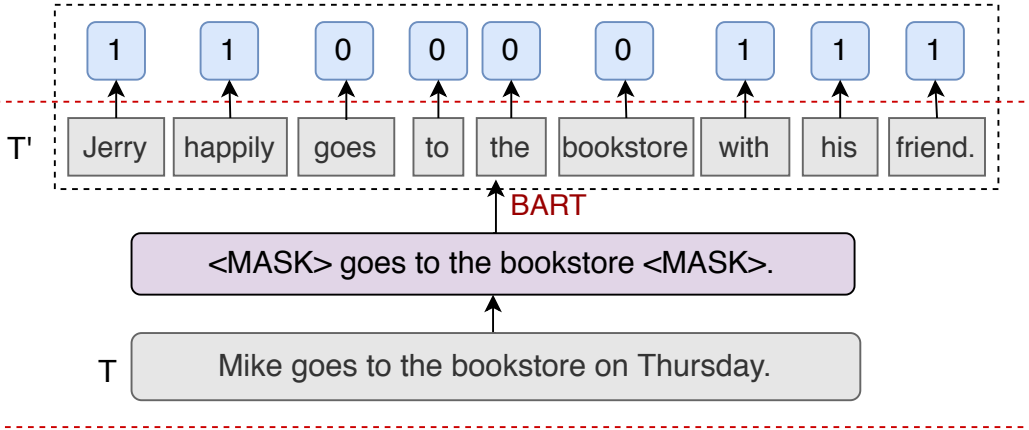 1 1 0 0 0 0 1 1 1
T' Jerry happily goes to the bookstore with his friend.
BART
<MASK> goes to the bookstore <MASK>.
T Mike goes to the bookstore on Thursday.